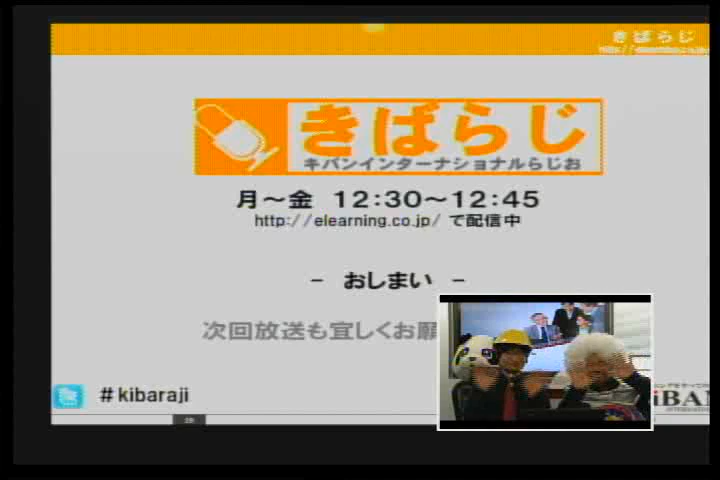 きばらじ
きばらじ
キバンインターナショナルらじお
月～金 12:30～12:45
http://elearning.co.jp/ で配信中
- おしまい -
次回放送も宜しくお願
#kibaraji